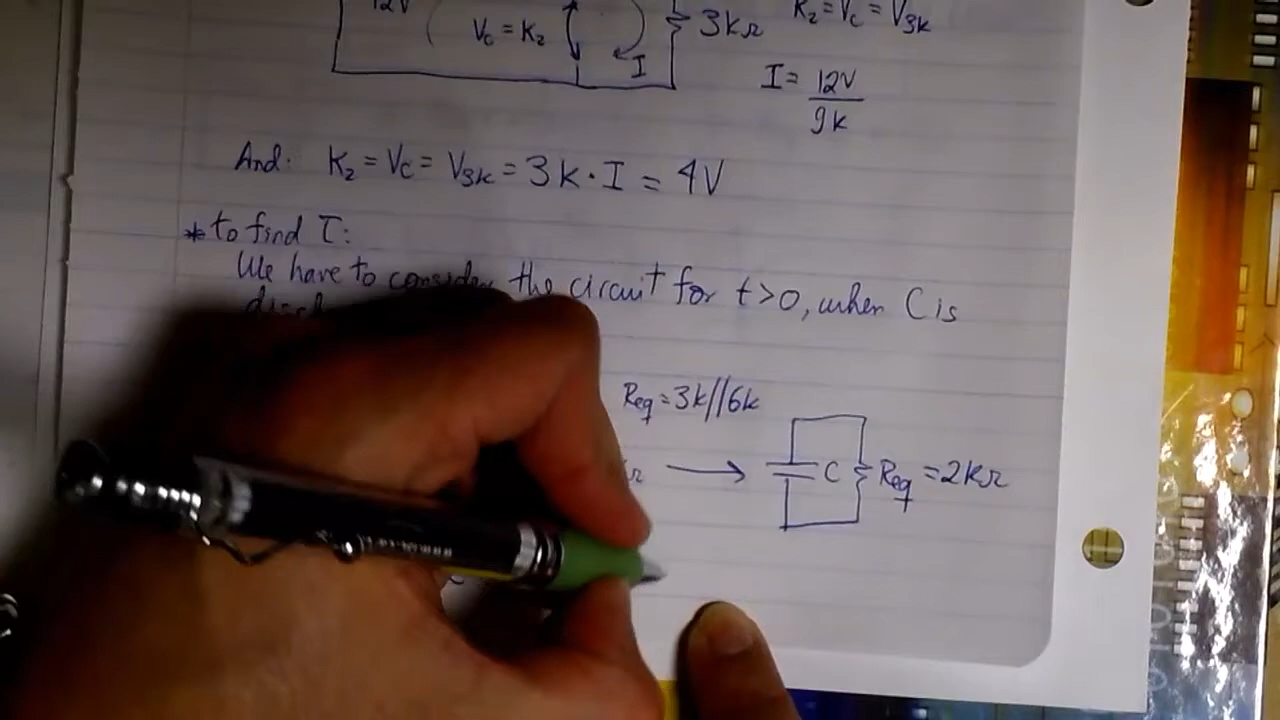 12V
Vc = K2
I
3kΩ
K2 = Vc = V3k
I = 12V
9k
And: K2 = Vc = V3k = 3k · I = 4V
* to find τ:
We have to consider the circuit for t>0, when C is
Req = 3k//6k
C
Req = 2kΩ